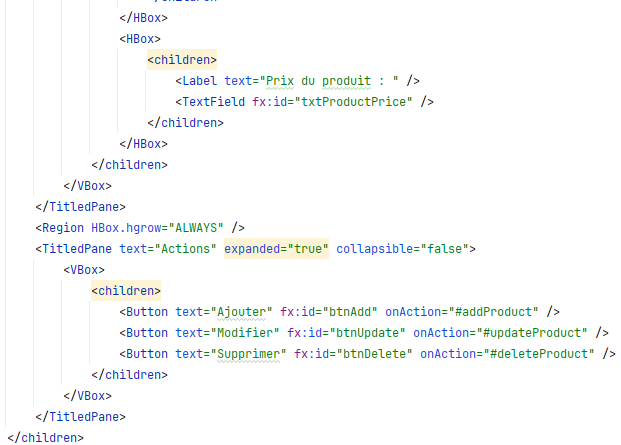 </HBox>
<HBox>
<children>
<Label text="Prix du produit : " />
<TextField fx:id="txtProductPrice" />
</children>
</HBox>
</children>
</VBox>
</TitledPane>
<Region HBox.hgrow="ALWAYS" />
<TitledPane text="Actions" expanded="true" collapsible="false">
<VBox>
<children>
<Button text="Ajouter" fx:id="btnAdd" onAction="#addProduct" />
<Button text="Modifier" fx:id="btnUpdate" onAction="#updateProduct" />
<Button text="Supprimer" fx:id="btnDelete" onAction="#deleteProduct" />
</children>
</VBox>
</TitledPane>
</children>